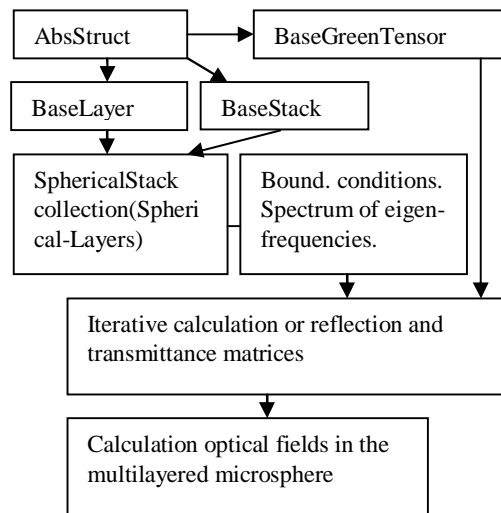 AbsStruct
BaseGreenTensor
BaseLayer
BaseStack
SphericalStack
collection(Spheri
cal-Layers)
Bound. conditions.
Spectrum of eigen-
frequencies.
Iterative calculation or reflection and
transmittance matrices
Calculation optical fields in the
multilayered microsphere